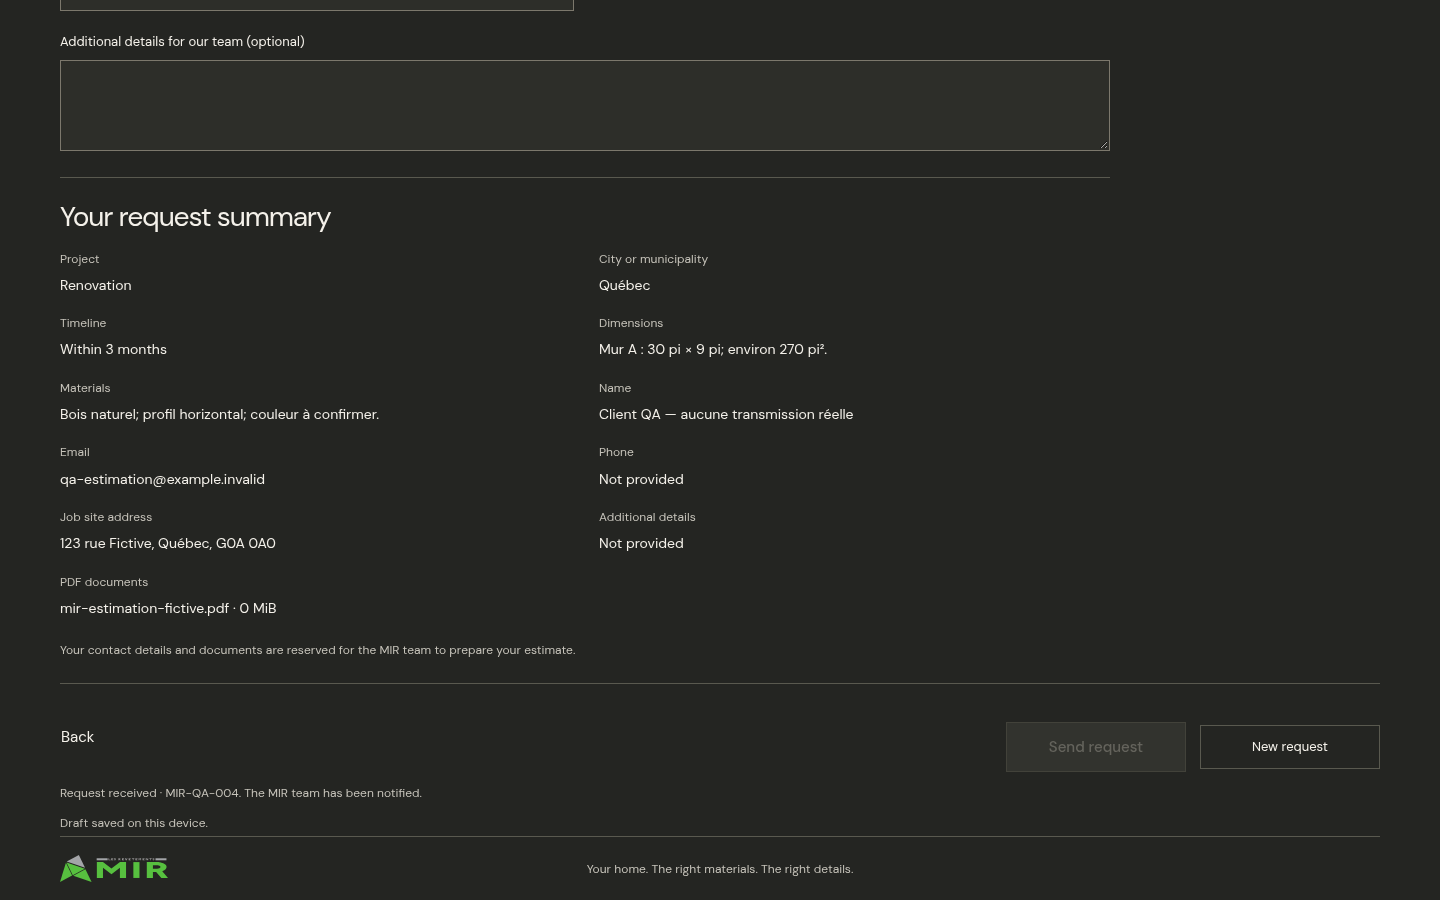 Additional details for our team (optional)
Your request summary
Project
Renovation
City or municipality
Québec
Timeline
Within 3 months
Dimensions
Mur A : 30 pi × 9 pi; environ 270 pi².
Materials
Bois naturel; profil horizontal; couleur à confirmer.
Name
Client QA — aucune transmission réelle
Email
qa-estimation@example.invalid
Phone
Not provided
Job site address
123 rue Fictive, Québec, G0A 0A0
Additional details
Not provided
PDF documents
mir-estimation-fictive.pdf · 0 MiB
Your contact details and documents are reserved for the MIR team to prepare your estimate.
Back
Send request
New request
Request received · MIR-QA-004. The MIR team has been notified.
Draft saved on this device.
MIR
Your home. The right materials. The right details.